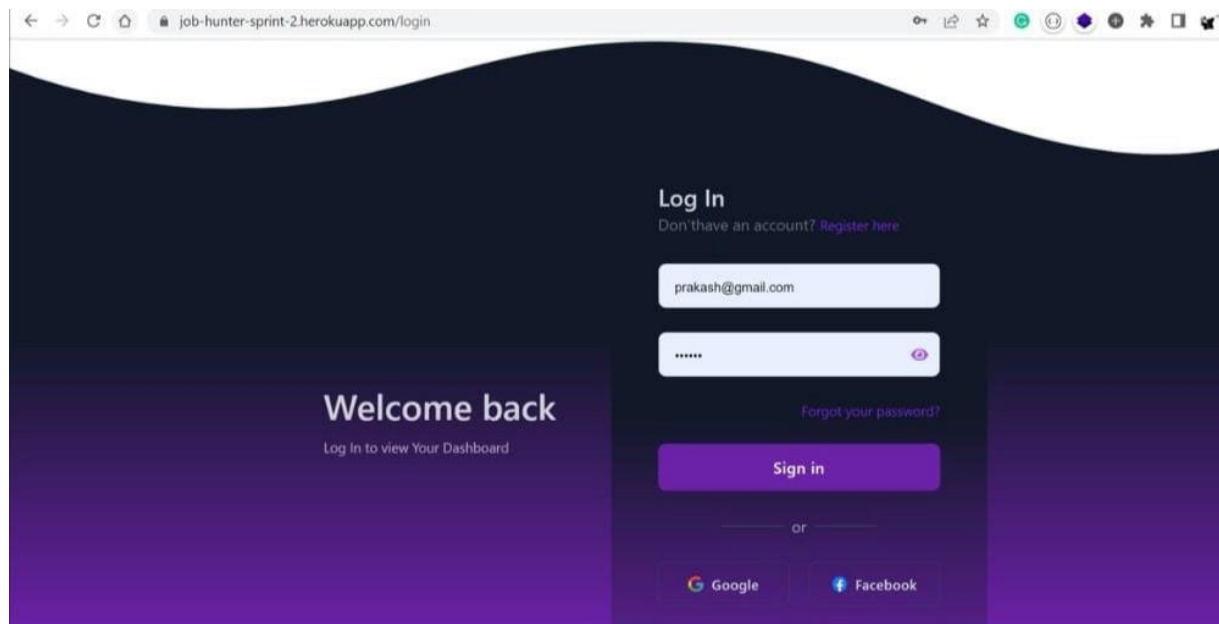 job-hunter-sprint-2.herokuapp.com/login
Log In
Don'thave an account? Register here
prakash@gmail.com
••••••
Forgot your password?
Welcome back
Log In to view Your Dashboard
Sign in
or
Google
Facebook